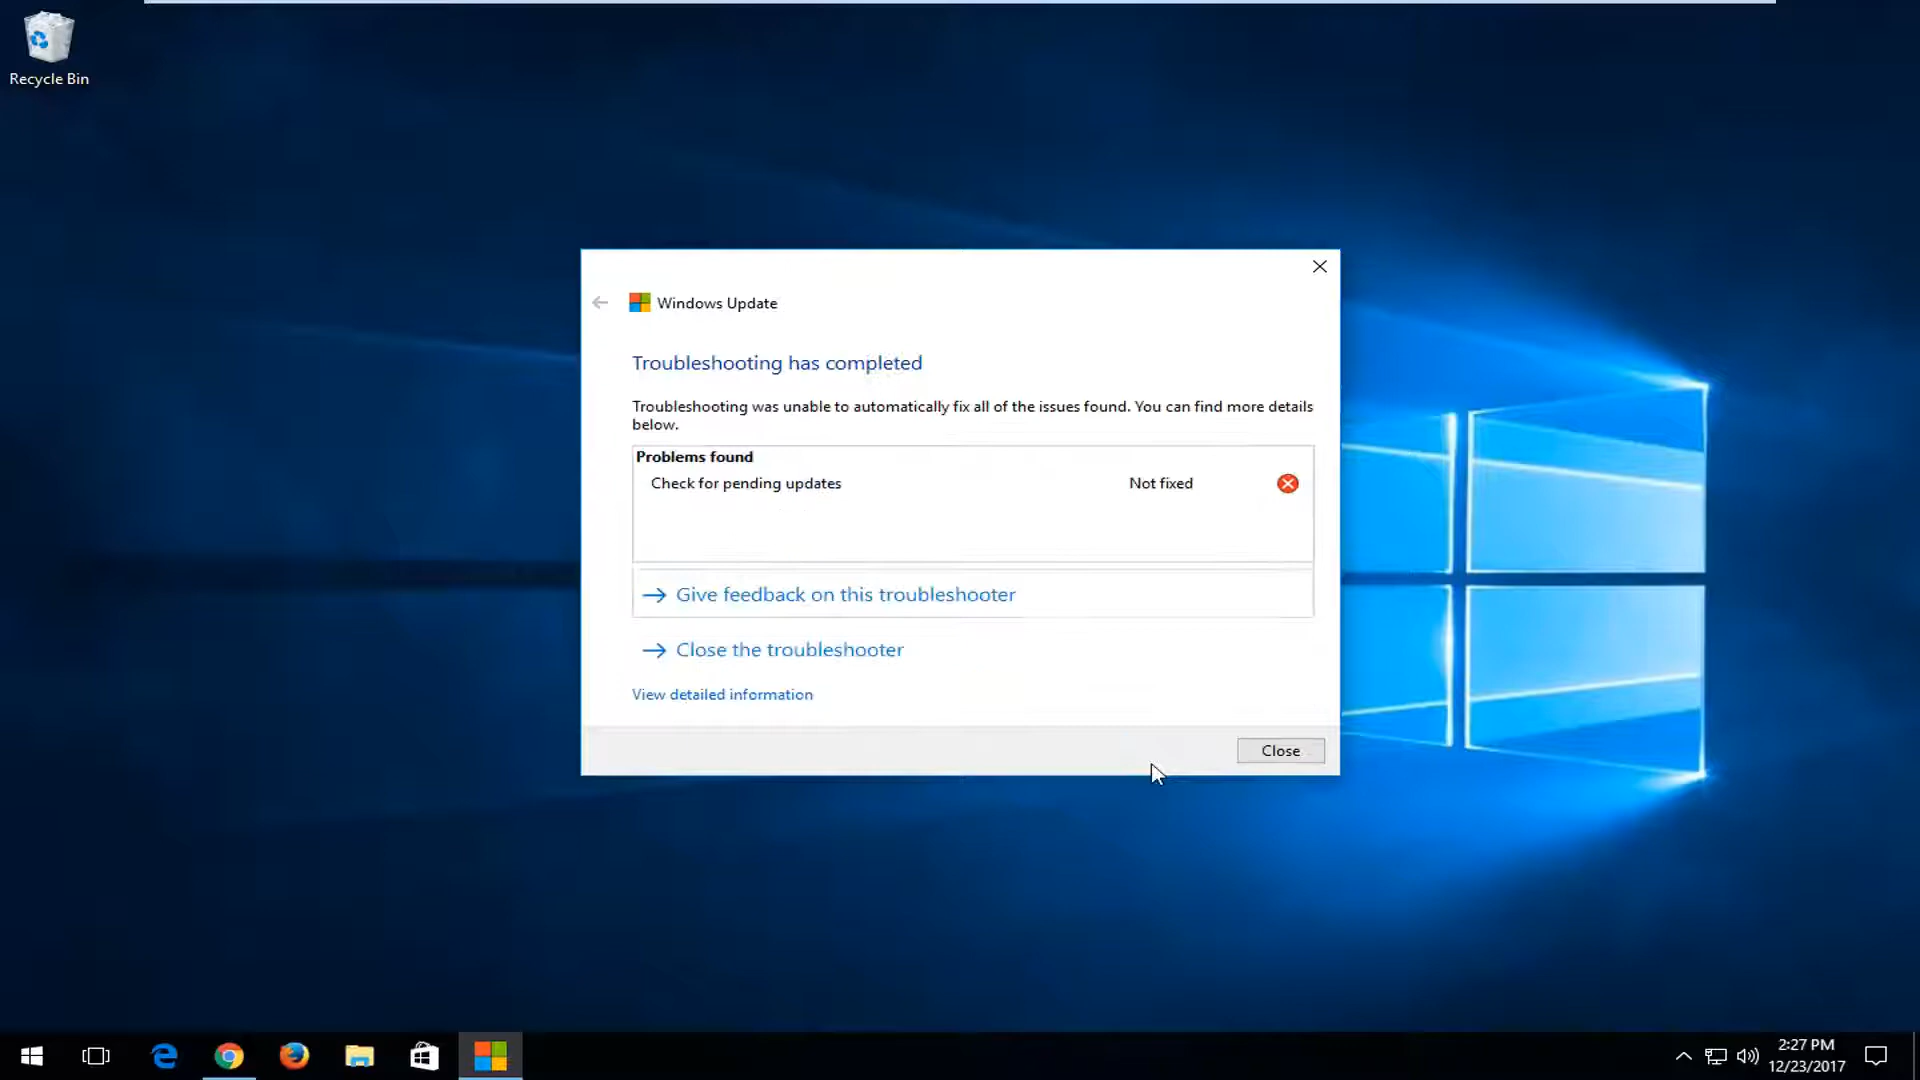 Recycle Bin
Windows Update
Troubleshooting has completed
Troubleshooting was unable to automatically fix all of the issues found. You can find more details
below.
Problems found
Check for pending updates Not fixed
Give feedback on this troubleshooter
Close the troubleshooter
View detailed information
Close
2:27 PM
12/23/2017